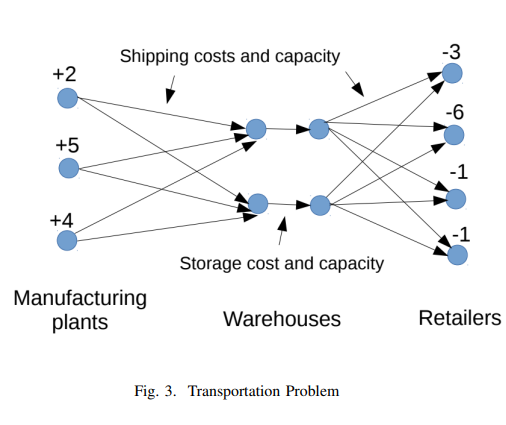 Shipping costs and capacity
-3
+2
-6
+5
-1
+4
-1
Storage cost and capacity
Manufacturing
plants
Warehouses
Retailers
Fig. 3. Transportation Problem